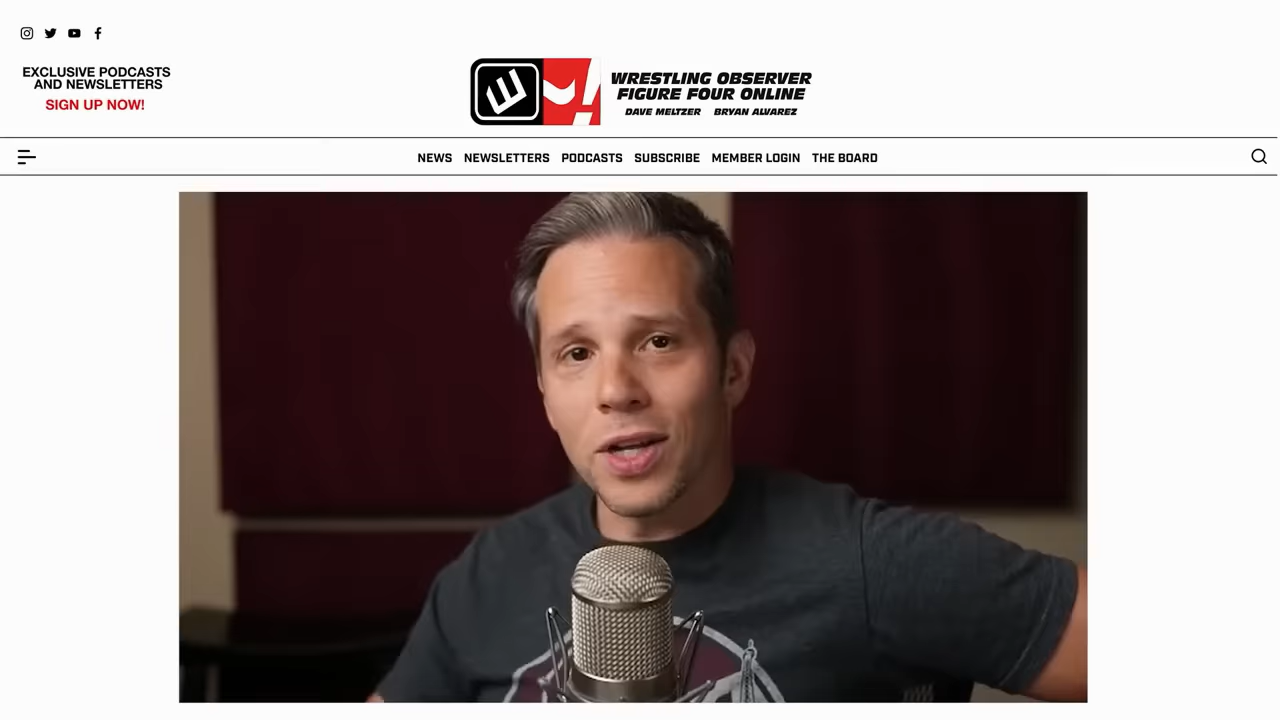 EXCLUSIVE PODCASTS
AND NEWSLETTERS
SIGN UP NOW!
WRESTLING OBSERVER
FIGURE FOUR ONLINE
DAVE MELTZER BRYAN ALVAREZ
NEWS NEWSLETTERS PODCASTS SUBSCRIBE MEMBER LOGIN THE BOARD